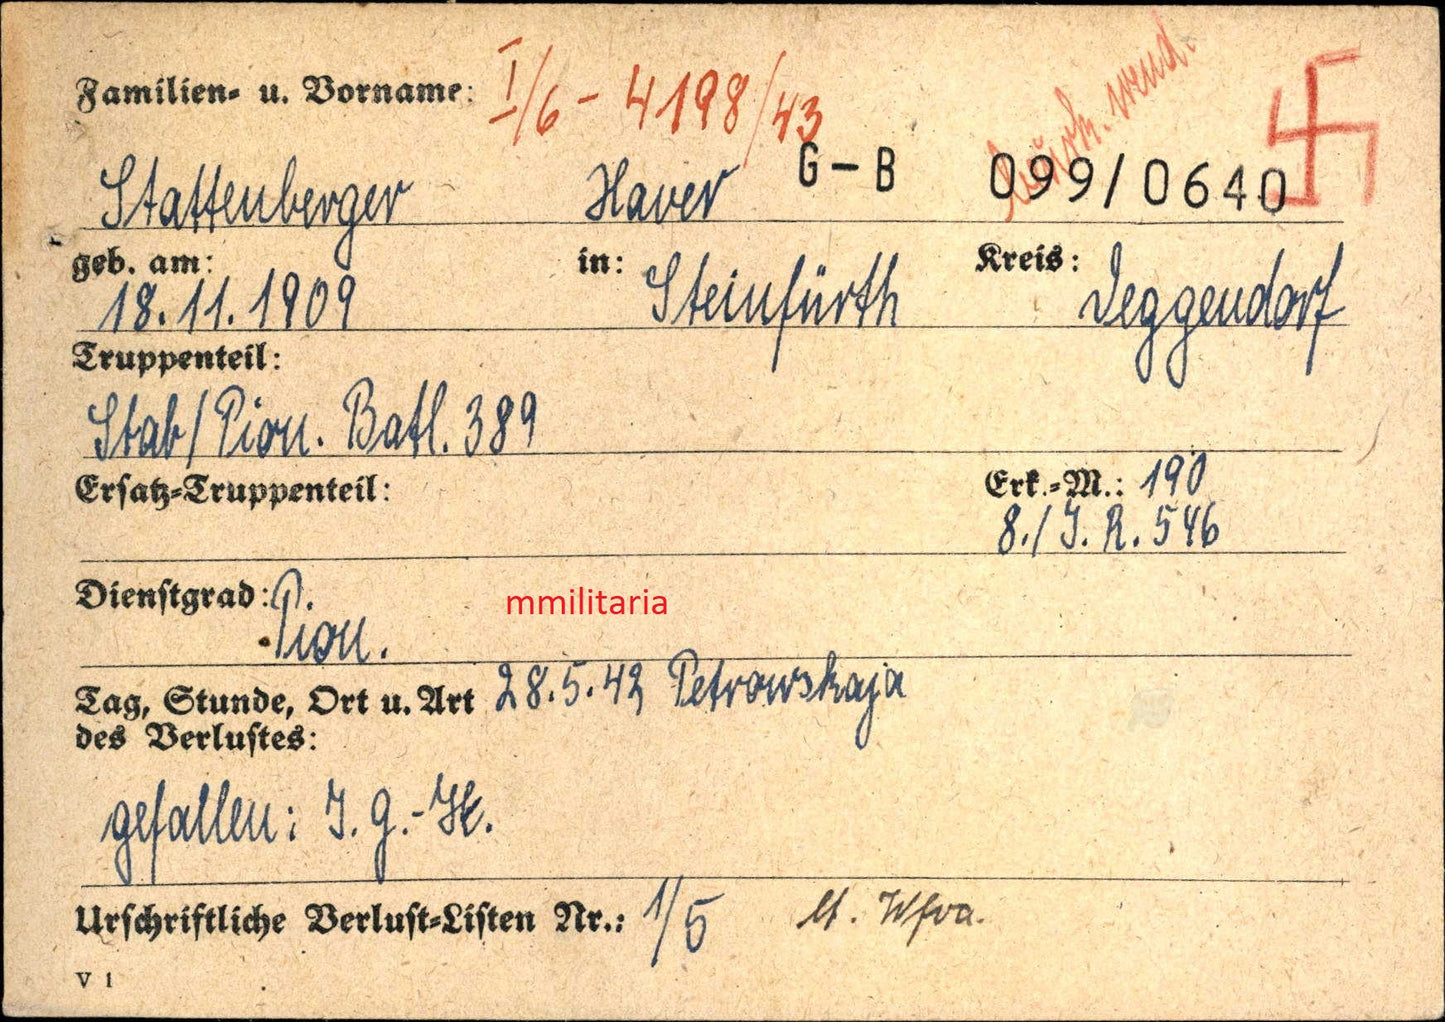 Familien- u. Vorname: I/6 - 4198/43
Stattenberger Xaver G-B 099/0640
geb. am: in: Steinfürth Kreis: Deggendorf
18.11.1909
Truppenteil:
Stab/Pion. Batl. 389
Ersatz-Truppenteil: Erk.-M.: 190
8./J.R. 546
Dienstgrad: Pion.
mmilitaria
Tag, Stunde, Ort u. Art 28.5.42 Petrowskaja
des Verlustes:
gefallen: J.G.-
Urschriftliche Verlust-Listen Nr.: 1/5 lt.
V 1